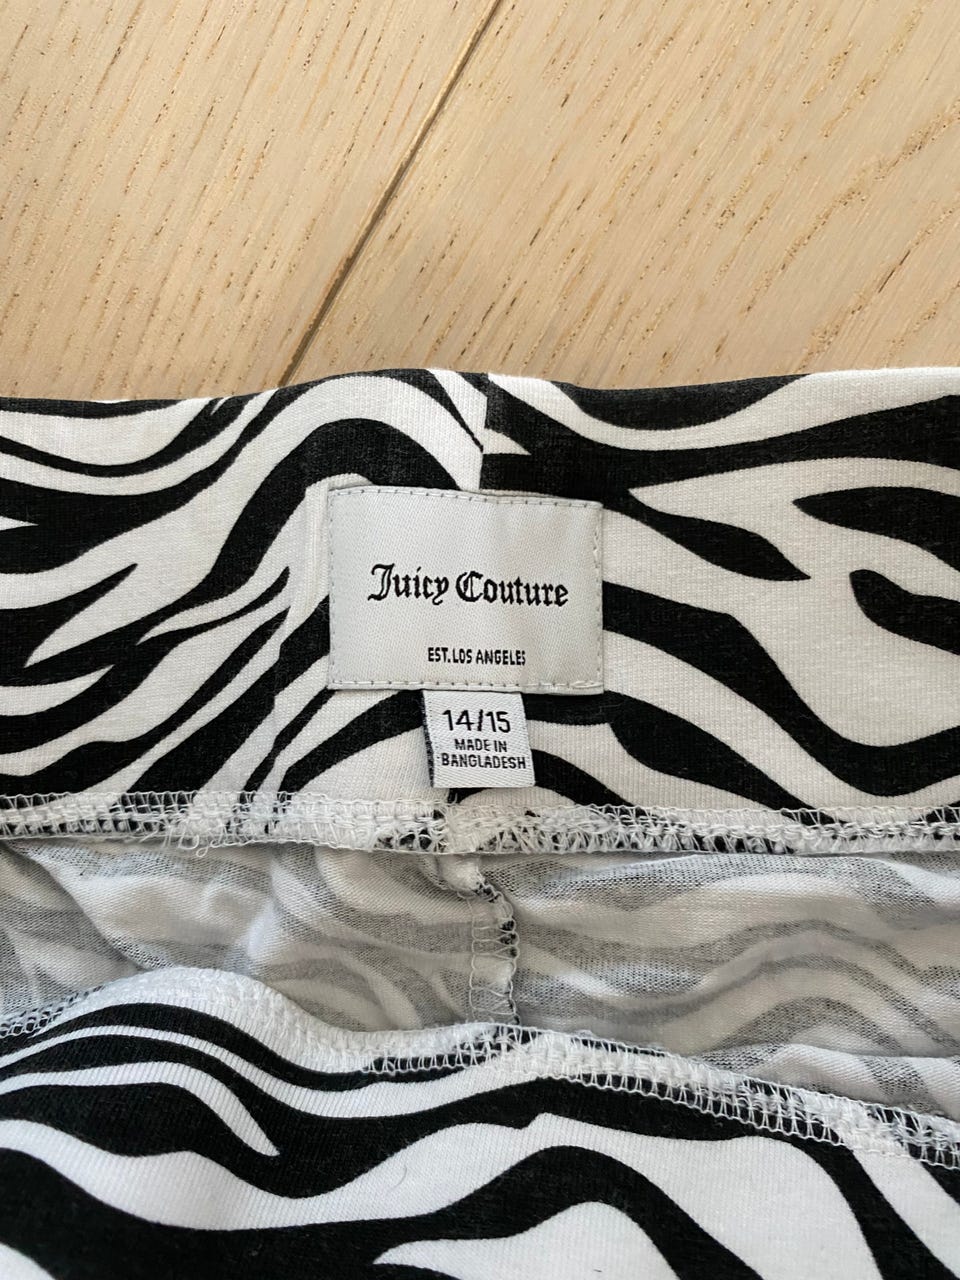 Juicy Couture
EST. LOS ANGELES
14/15
MADE IN
BANGLADESH